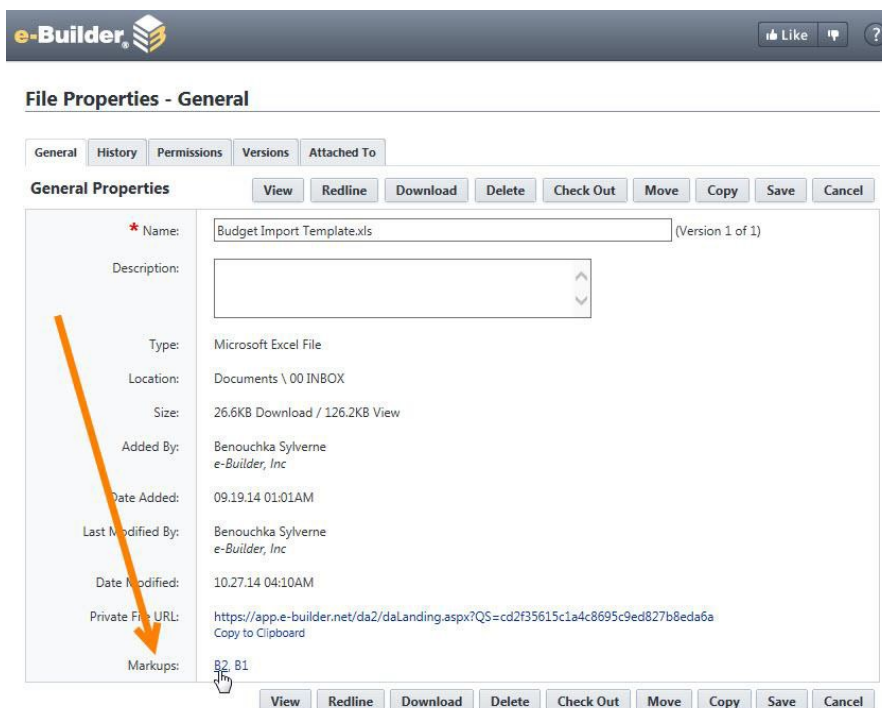 e-Builder®
Like
?
File Properties - General
General History Permissions Versions Attached To
General Properties View Redline Download Delete Check Out Move Copy Save Cancel
* Name: Budget Import Template.xls (Version 1 of 1)
Description:
Type: Microsoft Excel File
Location: Documents \ 00 INBOX
Size: 26.6KB Download / 126.2KB View
Added By: Benouchka Sylverne
e-Builder, Inc
Date Added: 09.19.14 01:01AM
Last Modified By: Benouchka Sylverne
e-Builder, Inc
Date Modified: 10.27.14 04:10AM
Private File URL: https://app.e-builder.net/da2/daLanding.aspx?QS=cd2f35615c1a4c8695c9ed827b8eda6a
Copy to Clipboard
Markups: B2, B1
View Redline Download Delete Check Out Move Copy Save Cancel